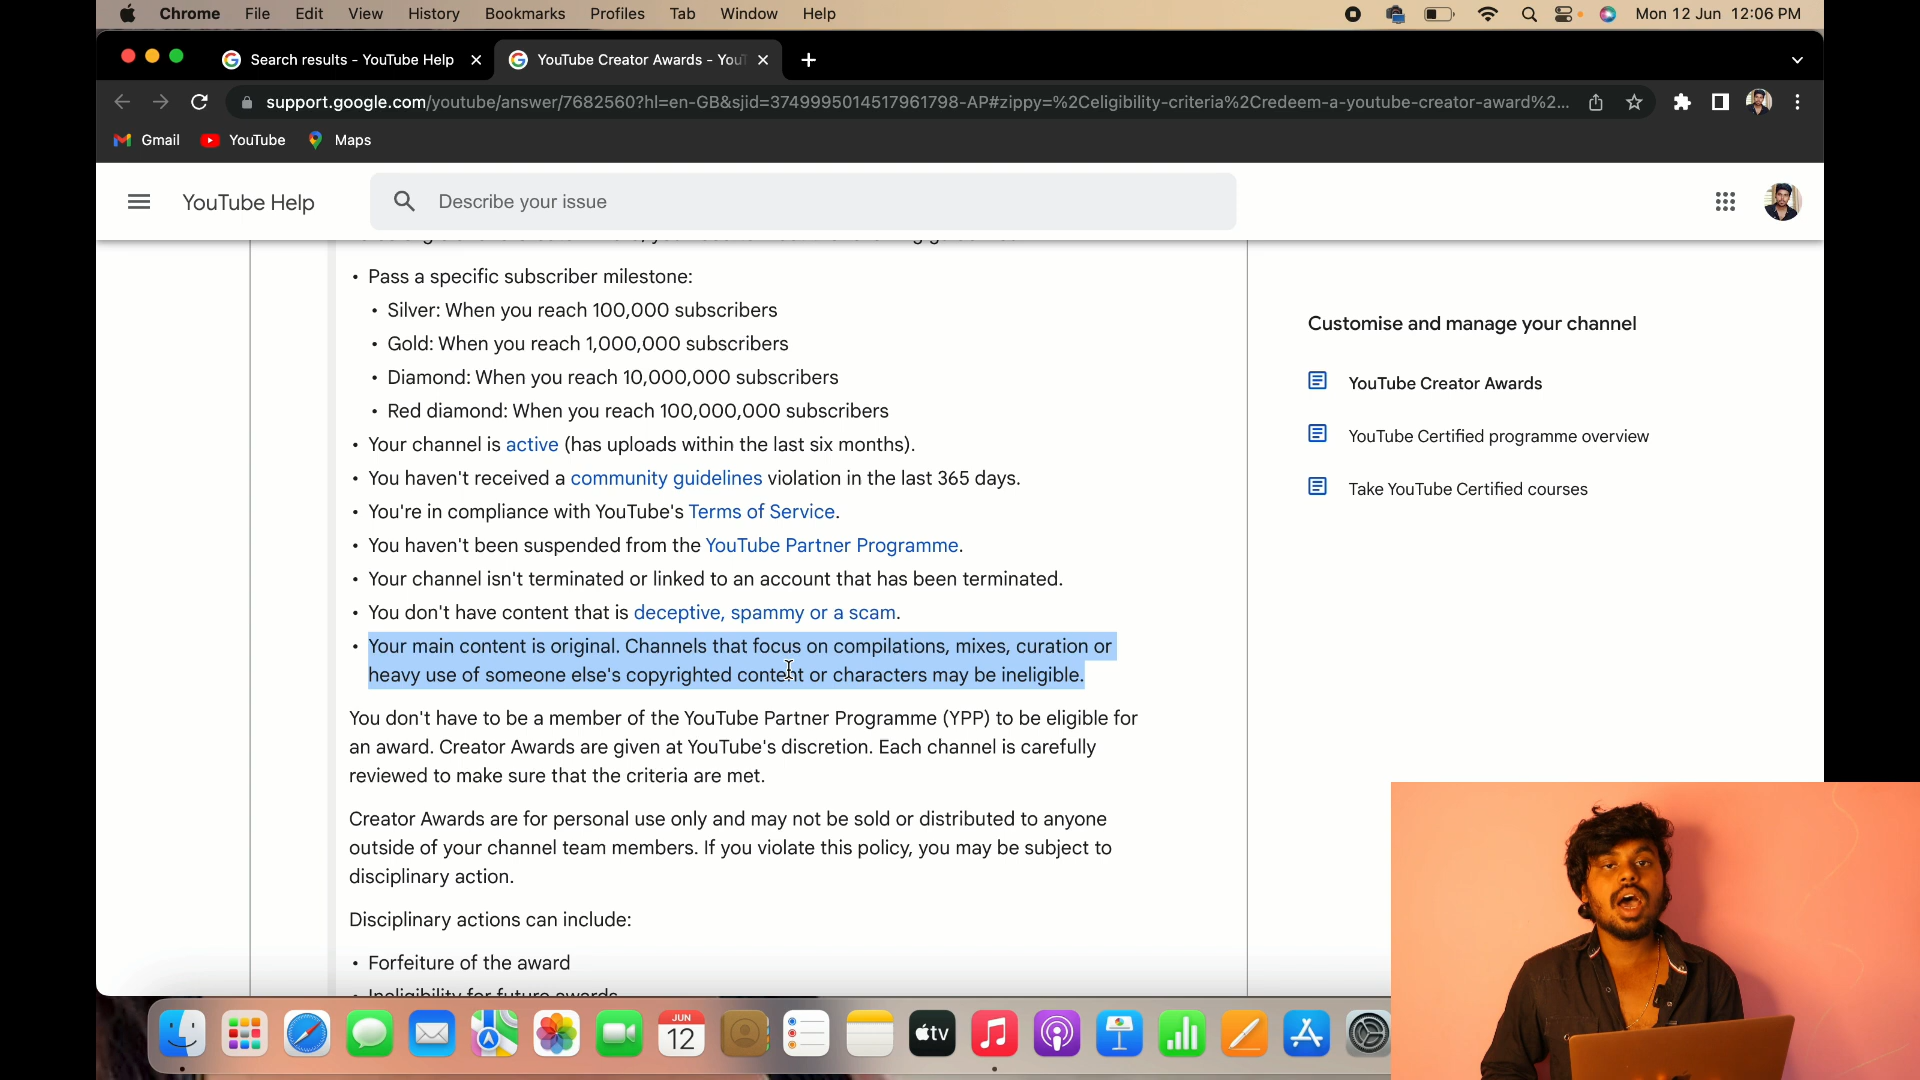 Chrome File Edit View History Bookmarks Profiles Tab Window Help Mon 12 Jun 12:06 PM
Search results - YouTube Help YouTube Creator Awards - You
support.google.com/youtube/answer/7682560?hl=en-GB&sjid=3749995014517961798-AP#zippy=%2Celigibility-criteria%2Credeem-a-youtube-creator-award%2...
Gmail YouTube Maps
YouTube Help Describe your issue
• Pass a specific subscriber milestone:
• Silver: When you reach 100,000 subscribers
• Gold: When you reach 1,000,000 subscribers
• Diamond: When you reach 10,000,000 subscribers
• Red diamond: When you reach 100,000,000 subscribers
• Your channel is active (has uploads within the last six months).
• You haven't received a community guidelines violation in the last 365 days.
• You're in compliance with YouTube's Terms of Service.
• You haven't been suspended from the YouTube Partner Programme.
• Your channel isn't terminated or linked to an account that has been terminated.
• You don't have content that is deceptive, spammy or a scam.
• Your main content is original. Channels that focus on compilations, mixes, curation or
heavy use of someone else's copyrighted content or characters may be ineligible.
You don't have to be a member of the YouTube Partner Programme (YPP) to be eligible for
an award. Creator Awards are given at YouTube's discretion. Each channel is carefully
reviewed to make sure that the criteria are met.
Creator Awards are for personal use only and may not be sold or distributed to anyone
outside of your channel team members. If you violate this policy, you may be subject to
disciplinary action.
Disciplinary actions can include:
• Forfeiture of the award
• Ineligibility for future awards
Customise and manage your channel
YouTube Creator Awards
YouTube Certified programme overview
Take YouTube Certified courses
JUN
12
tv